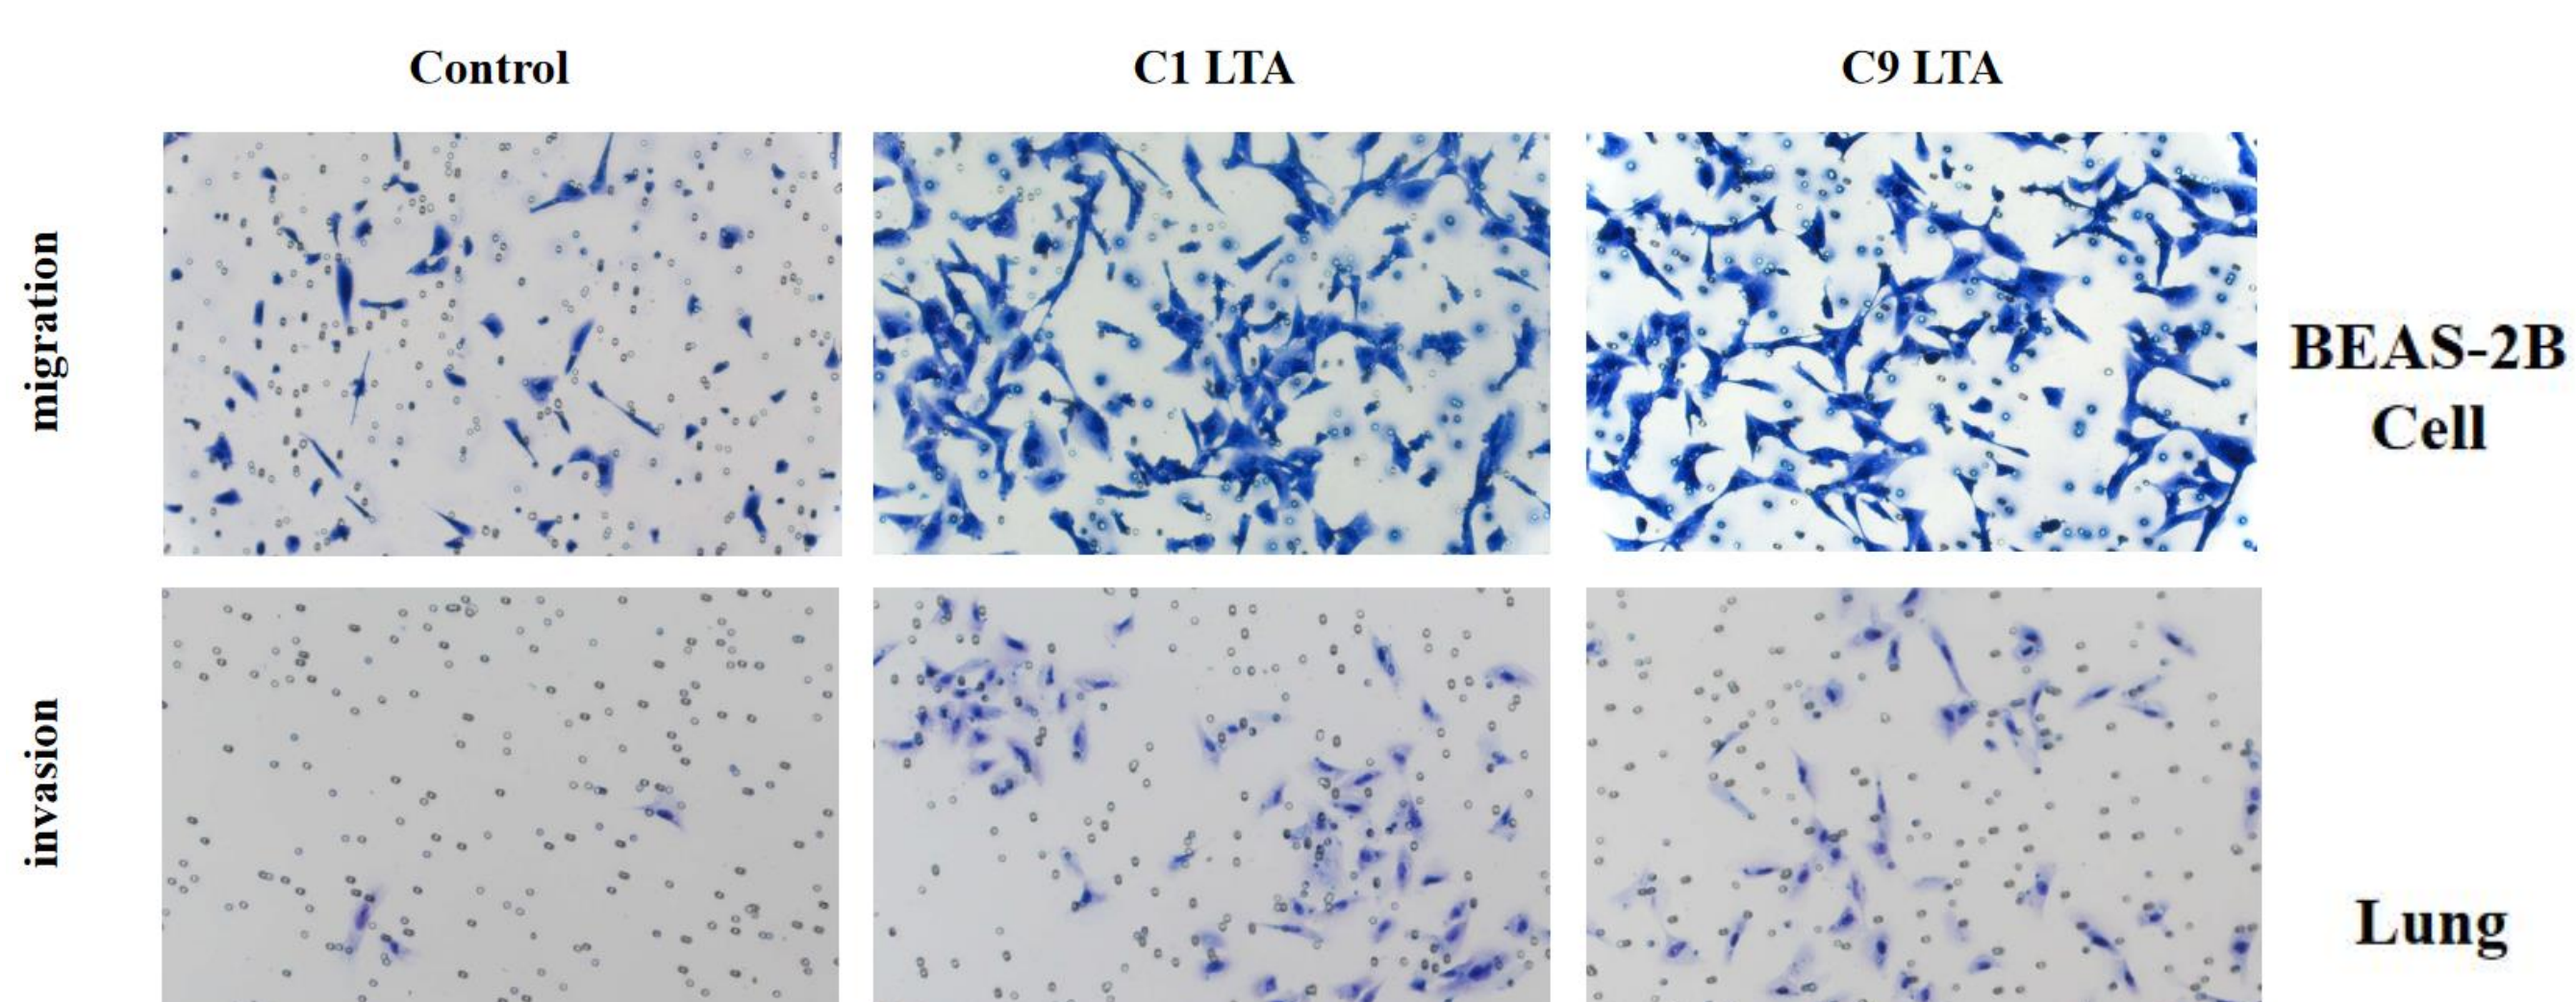 Control
C1 LTA
C9 LTA
migration
BEAS-2B
Cell
invasion
Lung